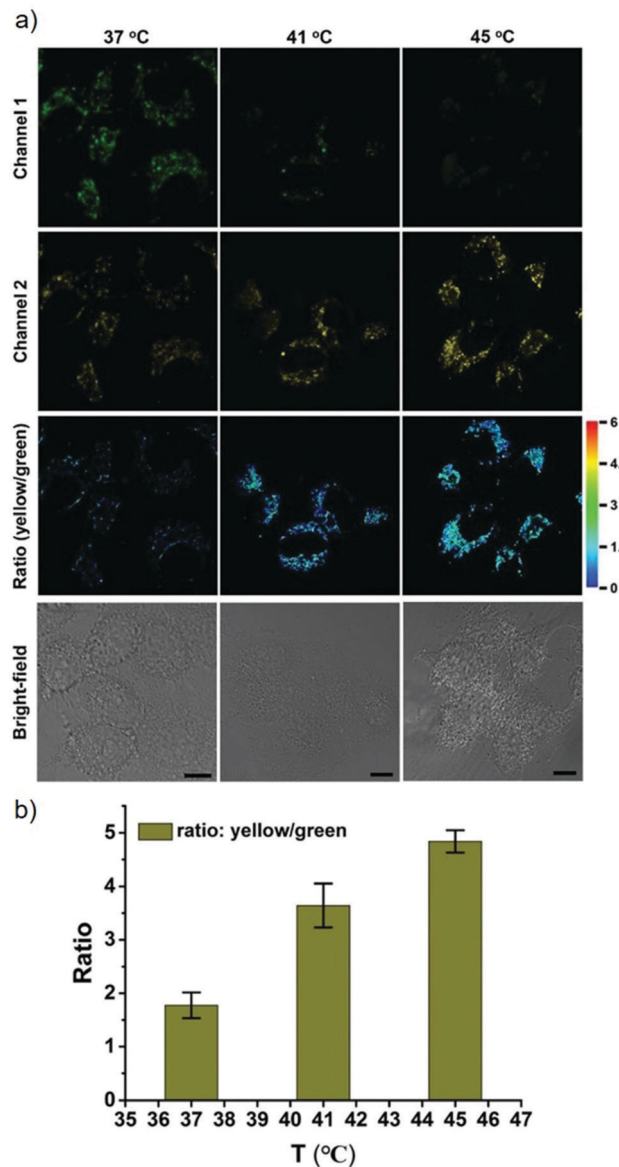 a)
37 °C 41 °C 45 °C
Channel 1
Channel 2
Ratio (yellow/green)
6
4.
3
1.
0
Bright-field
b)
ratio: yellow/green
5
4
3
2
1
0
Ratio
35 36 37 38 39 40 41 42 43 44 45 46 47
T (°C)